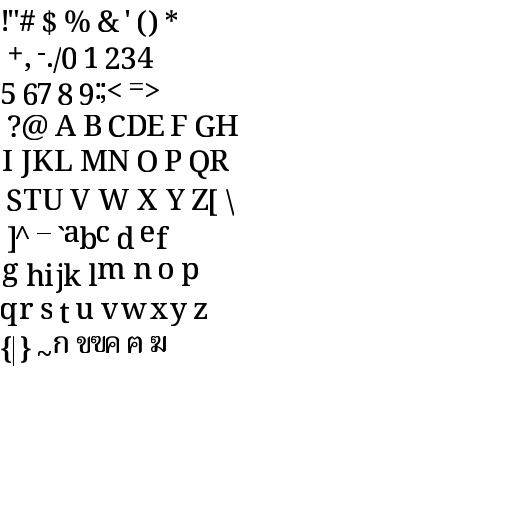 !"# $ % & ' () *
+, -./0 1 234
5 67 8 9:;< =>
?@ A B CDE F GH
I JKL MN O P QR
STU V W X Y Z[ \
]^ _ `abc d ef
g hijk lm n o p
qr s t u vwxy z
{|} ~ก ขฃค ฅ ฆ